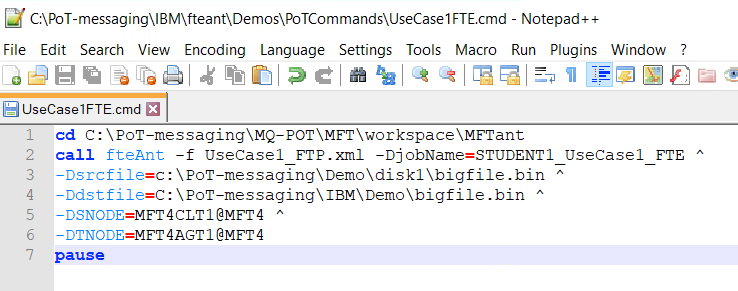 C:\PoT-messaging\IBM\fteant\Demos\PoTCommands\UseCase1FTE.cmd - Notepad++
File Edit Search View Encoding Language Settings Tools Macro Run Plugins Window ?
UseCase1FTE.cmd
1 cd C:\PoT-messaging\MQ-POT\MFT\workspace\MFTant
2 call fteAnt -f UseCase1_FTP.xml -DjobName=STUDENT1_UseCase1_FTE ^
3 -Dsrcfile=c:\PoT-messaging\Demo\disk1\bigfile.bin ^
4 -Ddstfile=C:\PoT-messaging\IBM\Demo\bigfile.bin ^
5 -DSNODE=MFT4CLT1@MFT4 ^
6 -DTNODE=MFT4AGT1@MFT4
7 pause